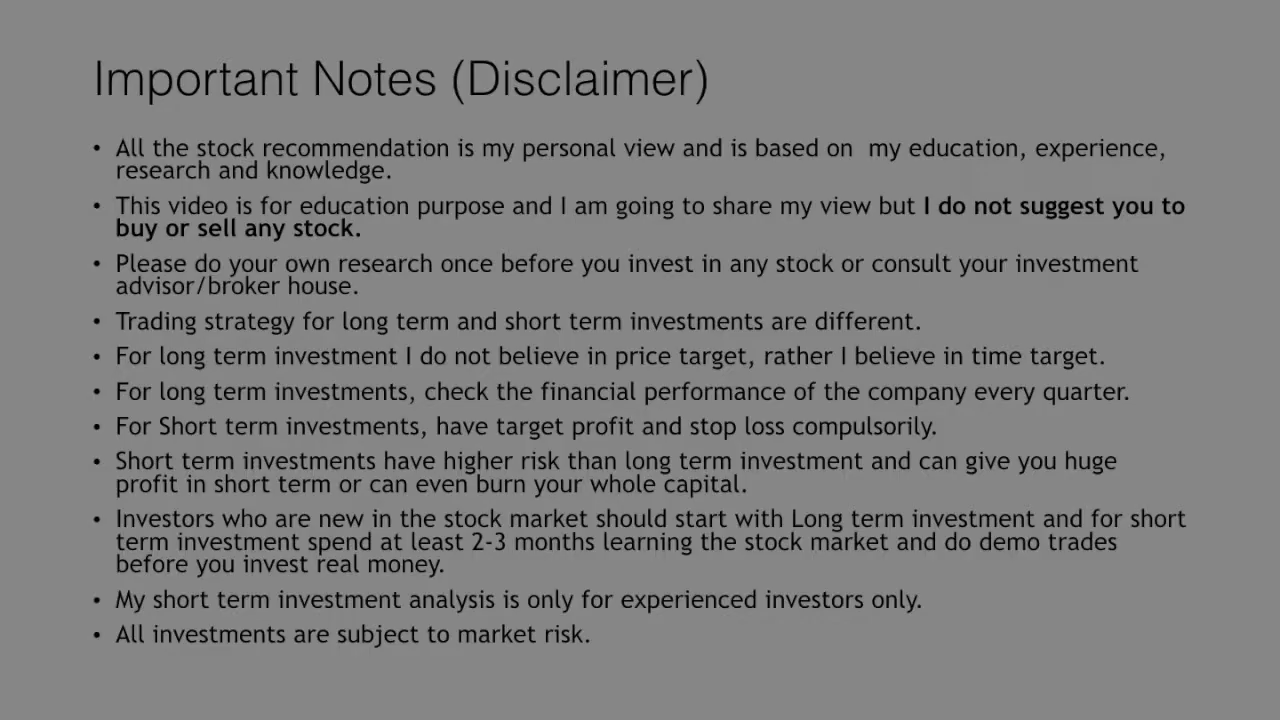 Important Notes (Disclaimer)
• All the stock recommendation is my personal view and is based on  my education, experience,
research and knowledge.
• This video is for education purpose and I am going to share my view but I do not suggest you to
buy or sell any stock.
• Please do your own research once before you invest in any stock or consult your investment
advisor/broker house.
• Trading strategy for long term and short term investments are different.
• For long term investment I do not believe in price target, rather I believe in time target.
• For long term investments, check the financial performance of the company every quarter.
• For Short term investments, have target profit and stop loss compulsorily.
• Short term investments have higher risk than long term investment and can give you huge
profit in short term or can even burn your whole capital.
• Investors who are new in the stock market should start with Long term investment and for short
term investment spend at least 2-3 months learning the stock market and do demo trades
before you invest real money.
• My short term investment analysis is only for experienced investors only.
• All investments are subject to market risk.